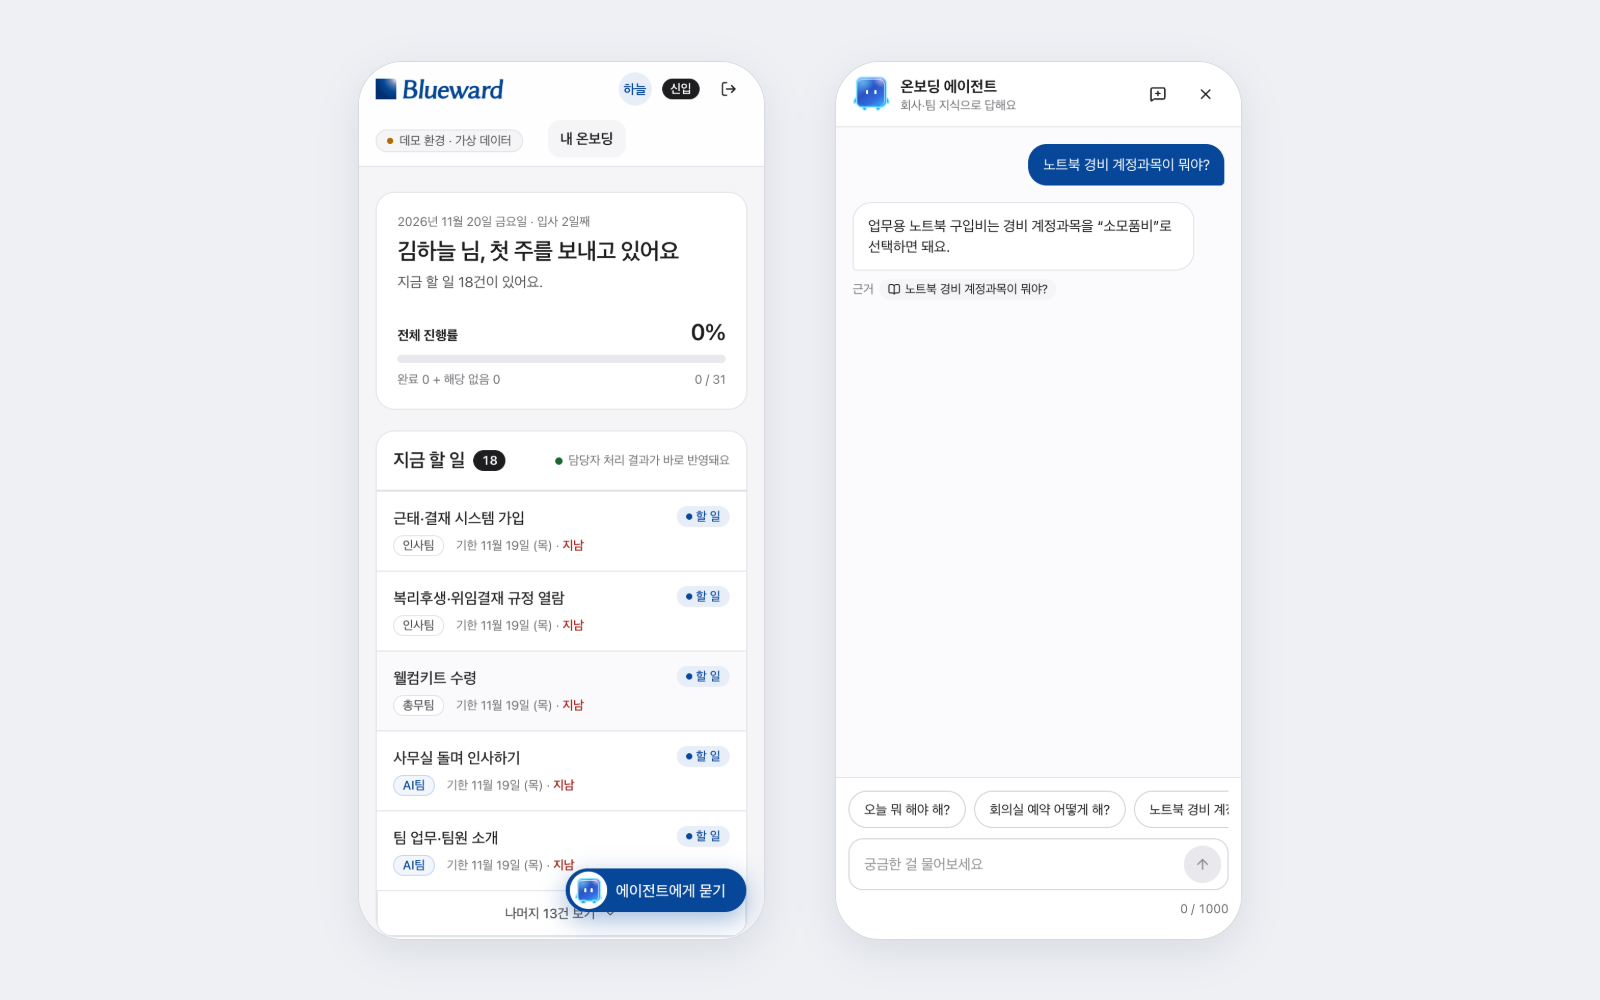 Blueward
하늘
신입
데모 환경 · 가상 데이터
내 온보딩
2026년 11월 20일 금요일 · 입사 2일째
김하늘 님, 첫 주를 보내고 있어요
지금 할 일 18건이 있어요.
전체 진행률
0%
완료 0 + 해당 없음 0
0 / 31
지금 할 일 18
담당자 처리 결과가 바로 반영돼요
근태·결재 시스템 가입
할 일
인사팀 기한 11월 19일 (목) · 지남
복리후생·위임결재 규정 열람
할 일
인사팀 기한 11월 19일 (목) · 지남
웰컴키트 수령
할 일
총무팀 기한 11월 19일 (목) · 지남
사무실 돌며 인사하기
할 일
AI팀 기한 11월 19일 (목) · 지남
팀 업무·팀원 소개
할 일
AI팀 기한 11월 19일 (목) · 지남
에이전트에게 묻기
나머지 13건 보기
온보딩 에이전트
회사·팀 지식으로 답해요
노트북 경비 계정과목이 뭐야?
업무용 노트북 구입비는 경비 계정과목을 “소모품비”로
선택하면 돼요.
근거 노트북 경비 계정과목이 뭐야?
오늘 뭐 해야 해?
회의실 예약 어떻게 해?
노트북 경비
궁금한 걸 물어보세요
0 / 1000